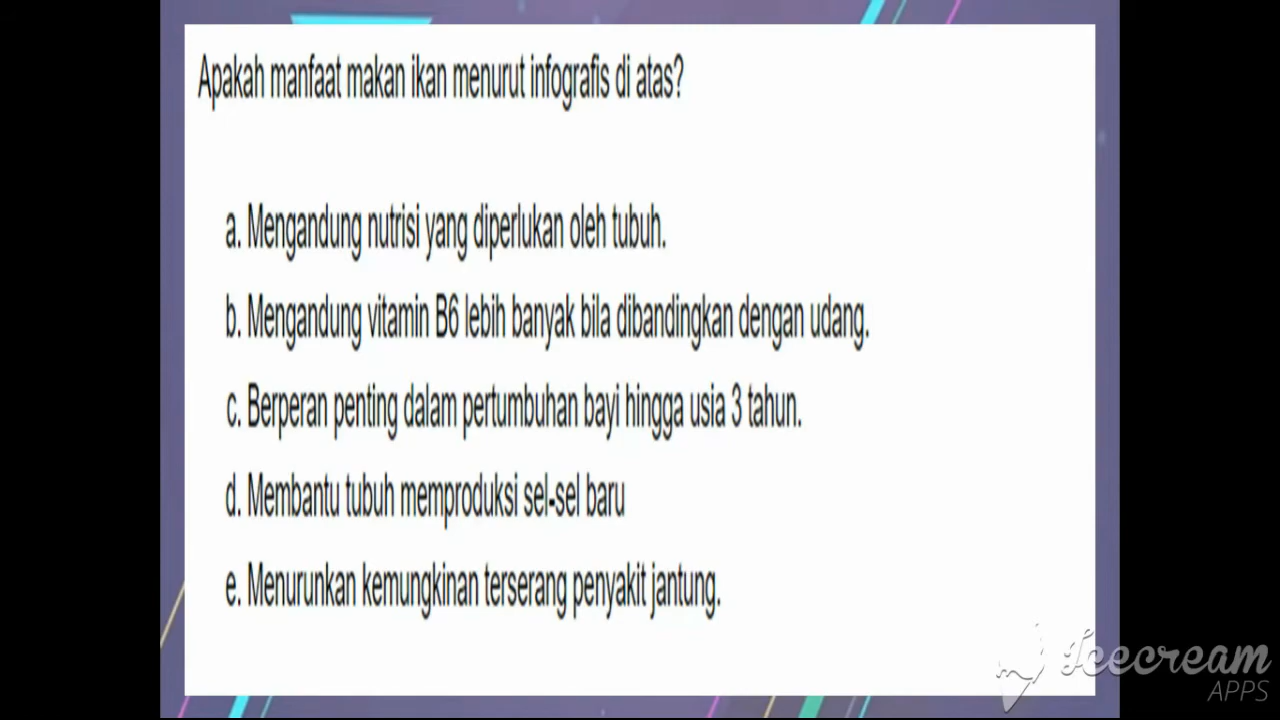 Apakah manfaat makan ikan menurut infografis di atas?
a. Mengandung nutrisi yang diperlukan oleh tubuh.
b. Mengandung vitamin B6 lebih banyak bila dibandingkan dengan udang.
c. Berperan penting dalam pertumbuhan bayi hingga usia 3 tahun.
d. Membantu tubuh memproduksi sel-sel baru
e. Menurunkan kemungkinan terserang penyakit jantung.
Icecream
APPS